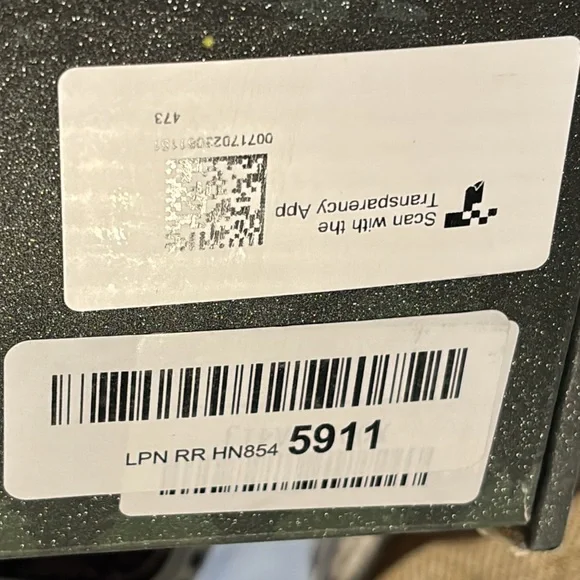 Scan with the
Transparency App
473
LPN RR HN854 5911